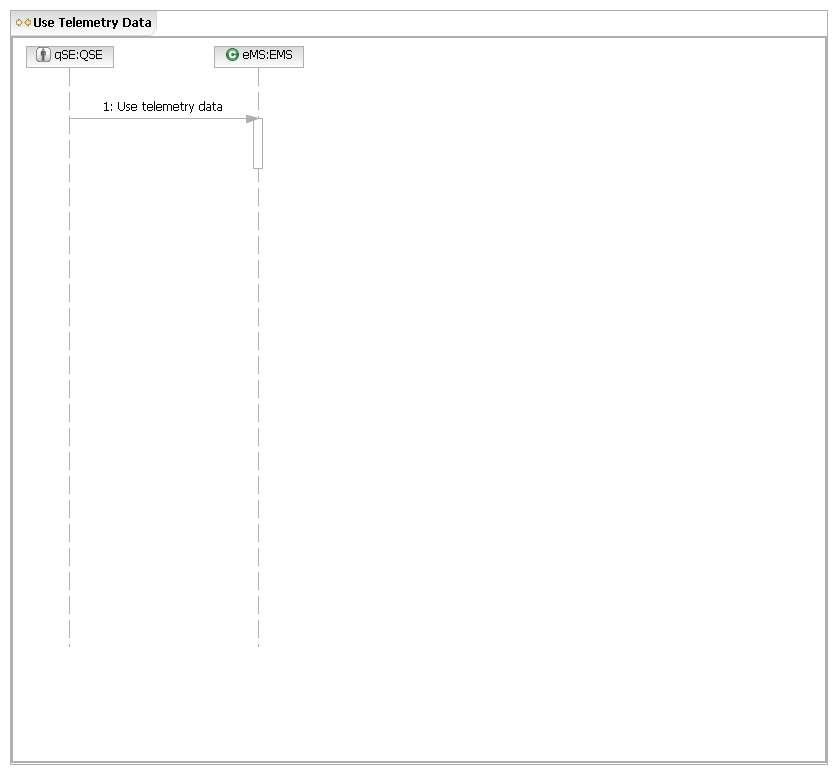 Use Telemetry Data
qSE:QSE
C eMS:EMS
1: Use telemetry data